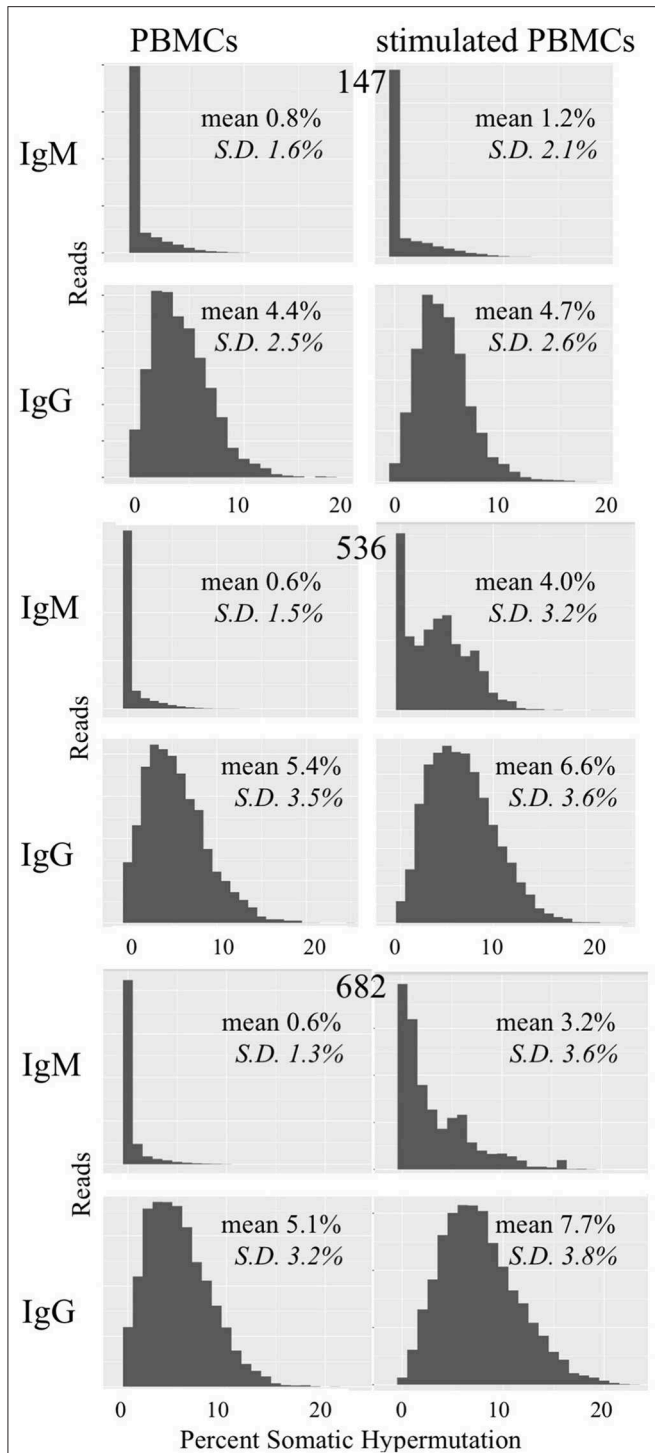 PBMCs stimulated PBMCs
147
IgM
mean 0.8%
S.D. 1.6%
mean 1.2%
S.D. 2.1%
Reads
IgG
mean 4.4%
S.D. 2.5%
mean 4.7%
S.D. 2.6%
0 10 20 0 10 20
536
IgM
mean 0.6%
S.D. 1.5%
mean 4.0%
S.D. 3.2%
Reads
IgG
mean 5.4%
S.D. 3.5%
mean 6.6%
S.D. 3.6%
0 10 20 0 10 20
682
IgM
mean 0.6%
S.D. 1.3%
mean 3.2%
S.D. 3.6%
Reads
IgG
mean 5.1%
S.D. 3.2%
mean 7.7%
S.D. 3.8%
0 10 20 0 10 20
Percent Somatic Hypermutation